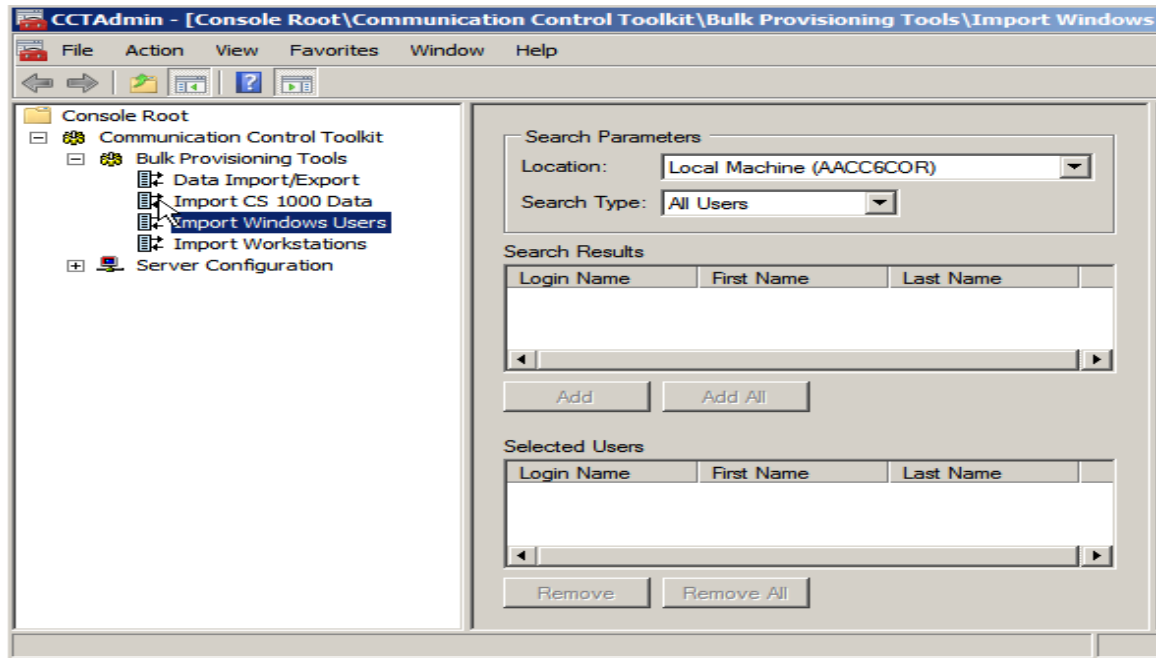 CCTAdmin - [Console Root\Communication Control Toolkit\Bulk Provisioning Tools\Import Windows
File Action View Favorites Window Help
Console Root
Communication Control Toolkit
Bulk Provisioning Tools
Data Import/Export
Import CS 1000 Data
Import Windows Users
Import Workstations
Server Configuration
Search Parameters
Location: Local Machine (AACC6COR)
Search Type: All Users
Search Results
Login Name First Name Last Name
Add Add All
Selected Users
Login Name First Name Last Name
Remove Remove All